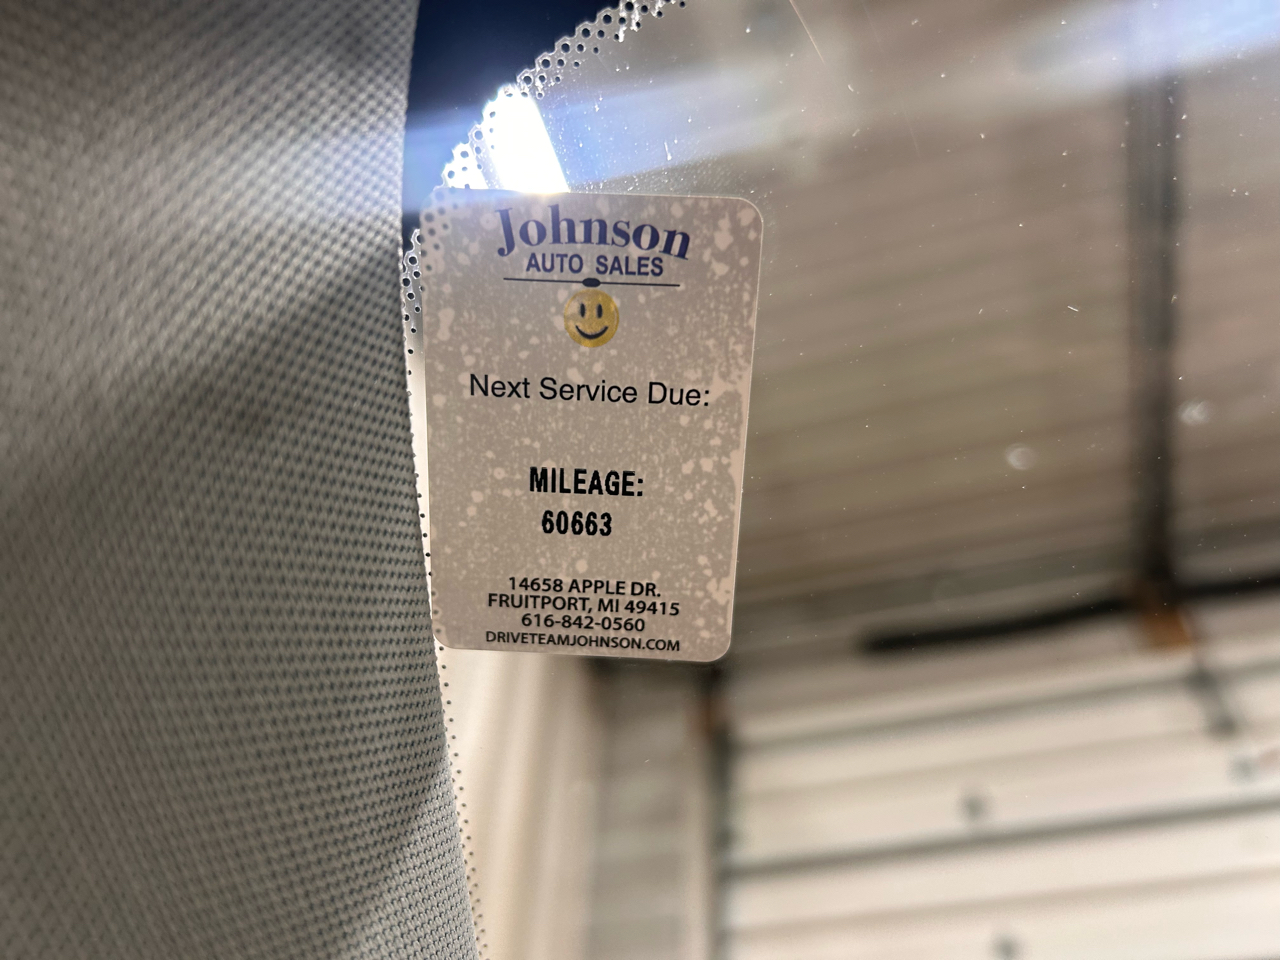 Johnson
AUTO SALES
Next Service Due:
MILEAGE:
60663
14658 APPLE DR.
FRUITPORT, MI 49415
616-842-0560
DRIVETEAMJOHNSON.COM